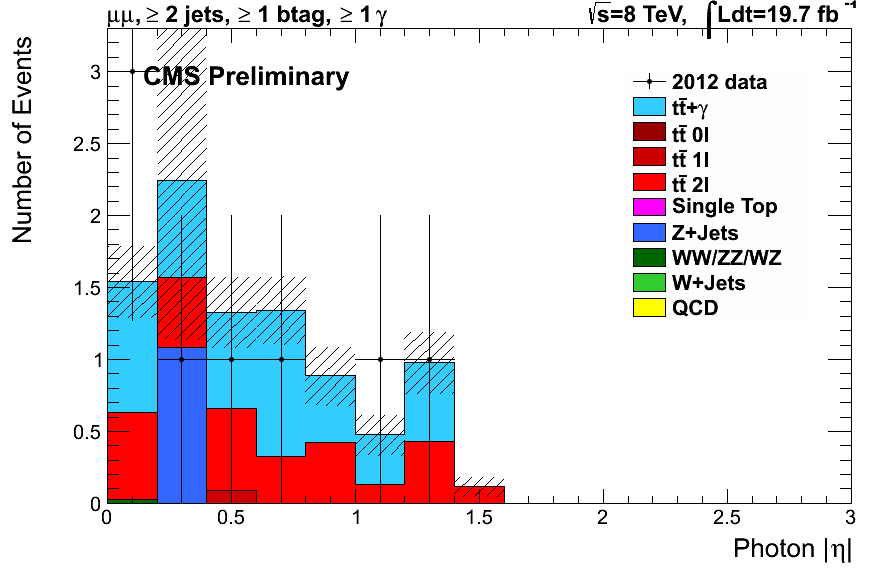 μμ, ≥ 2 jets, ≥ 1 btag, ≥ 1 γ
√s=8 TeV, ∫Ldt=19.7 fb⁻¹
CMS Preliminary
Number of Events
3
2.5
2
1.5
1
0.5
0
2012 data
tt̄+γ
tt̄ 0l
tt̄ 1l
tt̄ 2l
Single Top
Z+Jets
WW/ZZ/WZ
W+Jets
QCD
0 0.5 1 1.5 2 2.5 3
Photon |η|